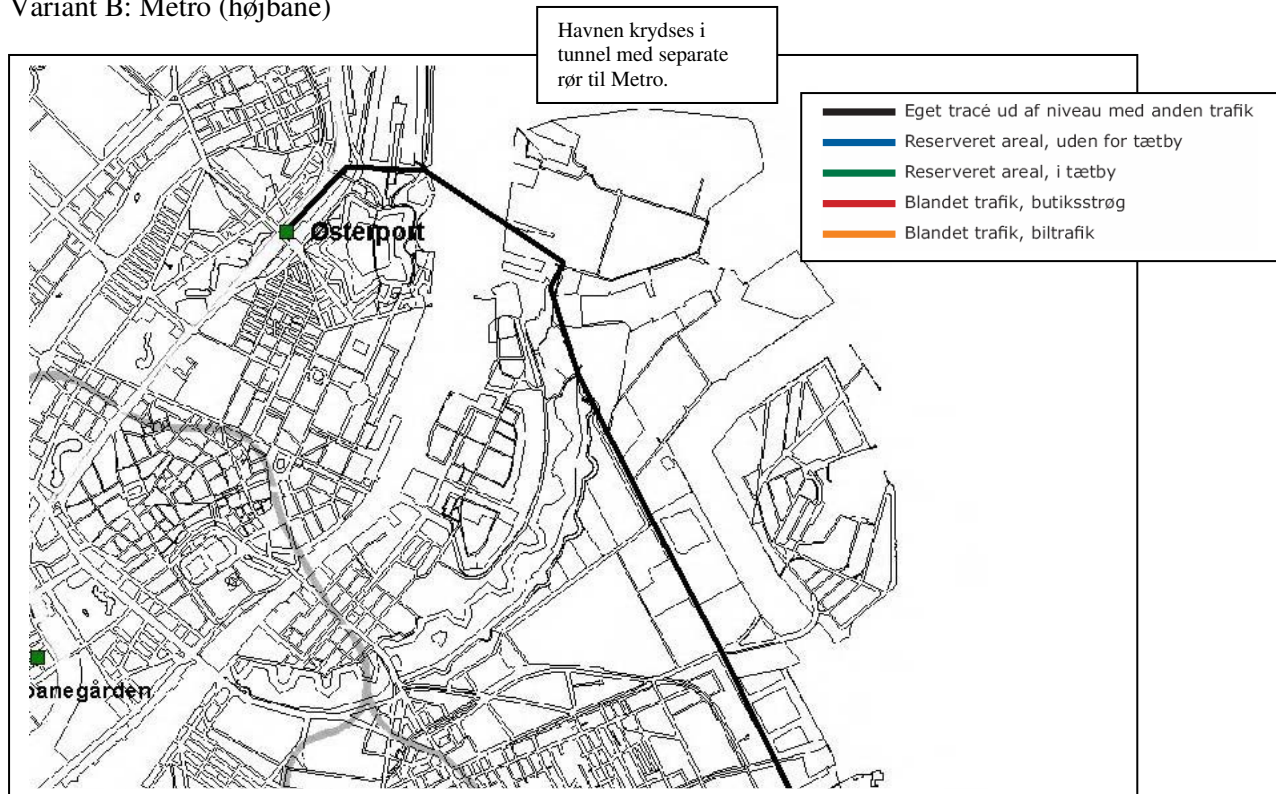 Variant B: Metro (højbane)
Havnen krydses i
tunnel med separate
rør til Metro.
Eget tracé ud af niveau med anden trafik
Reserveret areal, uden for tætby
Reserveret areal, i tætby
Blandet trafik, butiksstrøg
Blandet trafik, biltrafik
Østerport
banegården